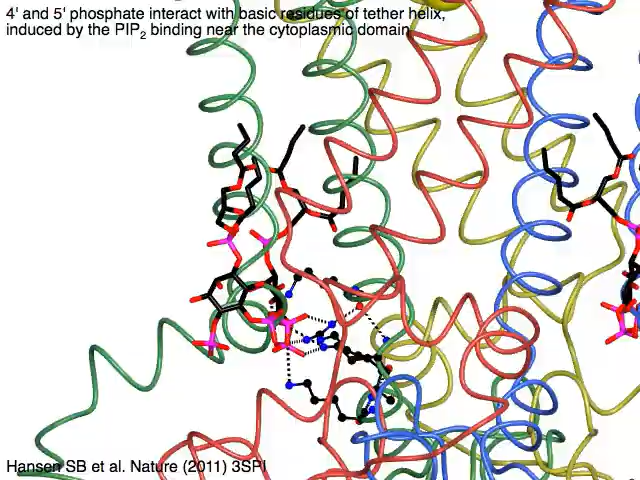 4' and 5' phosphate interact with basic residues of tether helix,
induced by the PIP₂ binding near the cytoplasmic domain
Hansen SB et al. Nature (2011) 3SPI